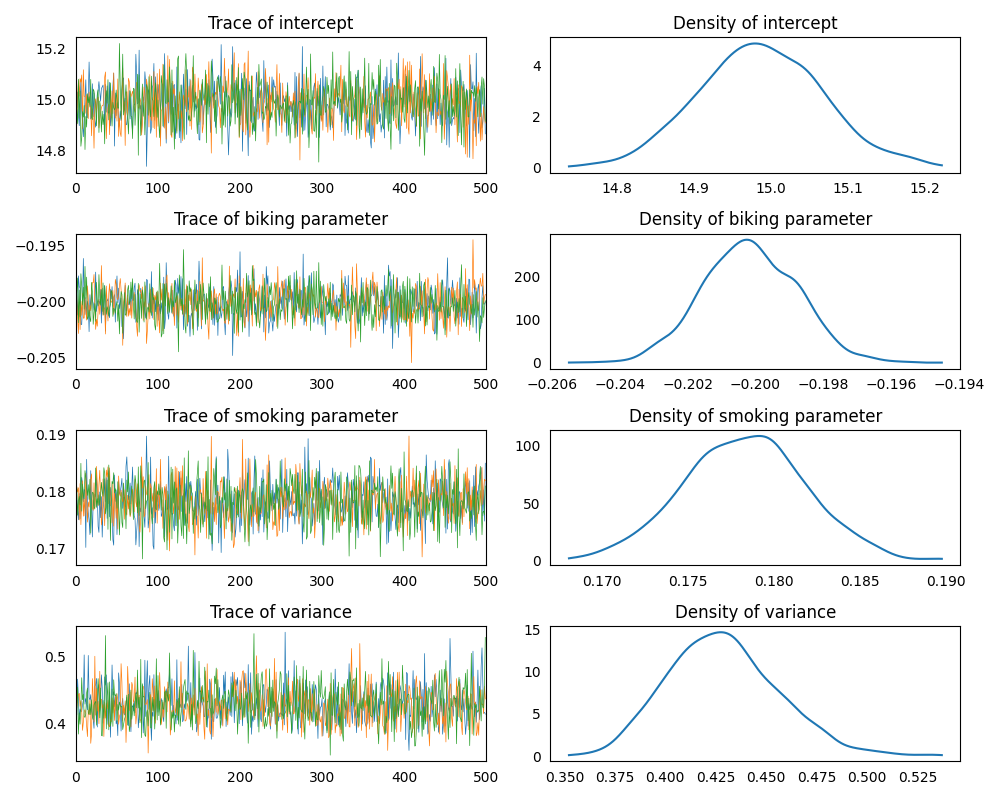 Trace of intercept
15.2
15.0
14.8
0 100 200 300 400 500
Density of intercept
4
2
0
14.8 14.9 15.0 15.1 15.2
Trace of biking parameter
−0.195
−0.200
−0.205
0 100 200 300 400 500
Density of biking parameter
200
100
0
−0.206 −0.204 −0.202 −0.200 −0.198 −0.196 −0.194
Trace of smoking parameter
0.19
0.18
0.17
0 100 200 300 400 500
Density of smoking parameter
100
50
0
0.170 0.175 0.180 0.185 0.190
Trace of variance
0.5
0.4
0 100 200 300 400 500
Density of variance
15
10
5
0
0.350 0.375 0.400 0.425 0.450 0.475 0.500 0.525